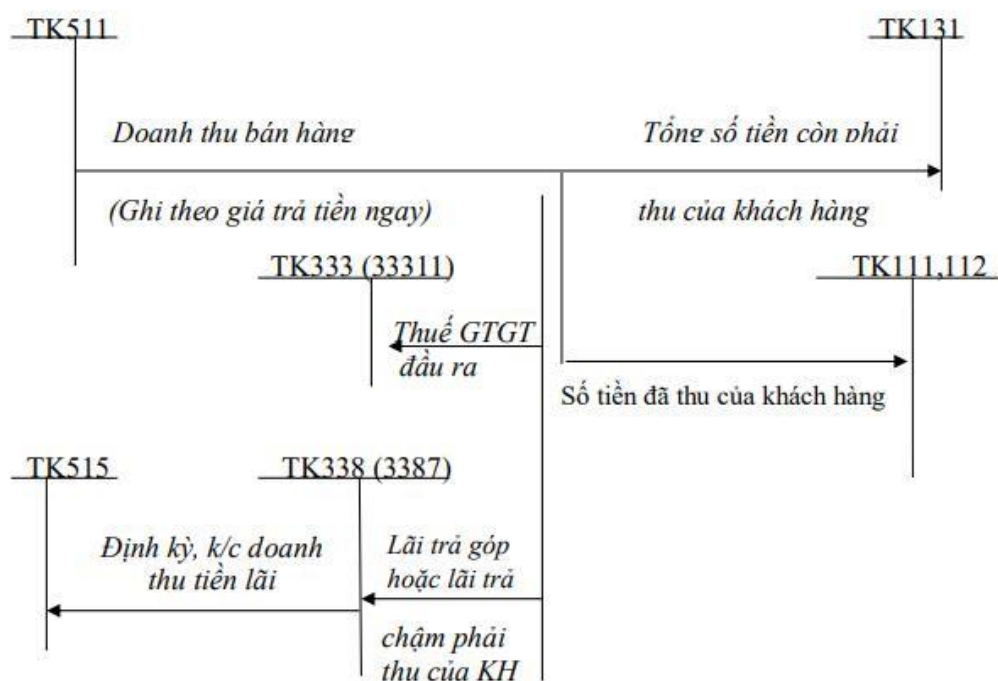 TK511
TK131
Doanh thu bán hàng
Tổng số tiền còn phải
(Ghi theo giá trả tiền ngay)
thu của khách hàng
TK333 (33311)
TK111,112
Thuế GTGT
đầu ra
Số tiền đã thu của khách hàng
TK515
TK338 (3387)
Định kỳ, k/c doanh
thu tiền lãi
Lãi trả góp
hoặc lãi trả
chậm phải
thu của KH